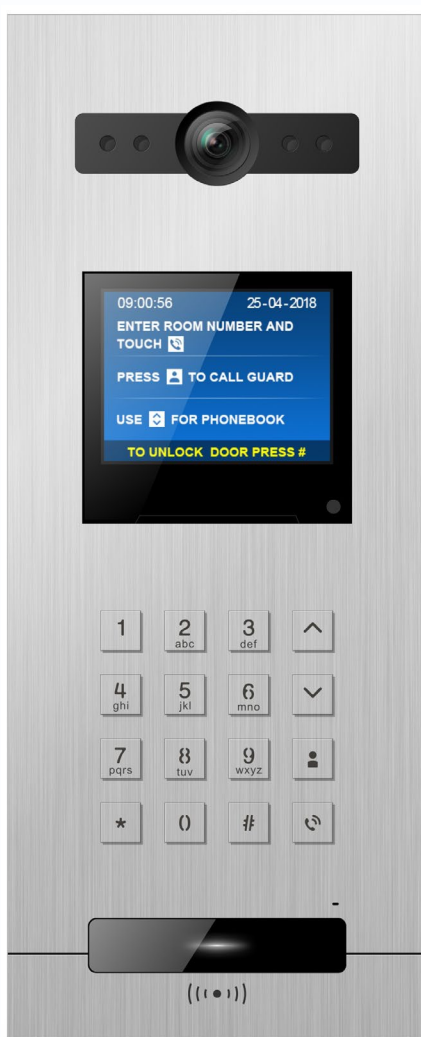 09:00:56 25-04-2018
ENTER ROOM NUMBER AND
TOUCH
PRESS TO CALL GUARD
USE FOR PHONEBOOK
TO UNLOCK DOOR PRESS #
1 2 3
abc def
4 5 6
ghi jkl mno
7 8 9
pqrs tuv wxyz
* 0 #